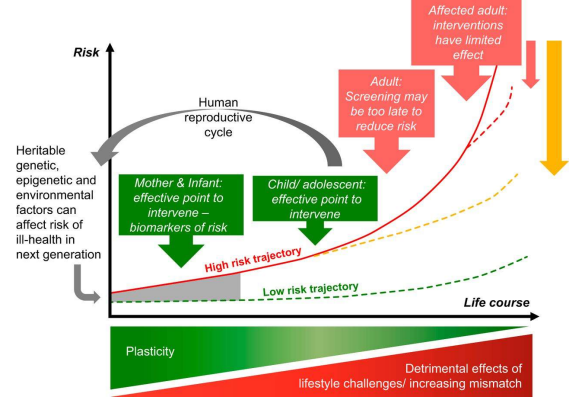 Affected adult:
interventions
have limited
effect
Risk
Adult:
Screening may
be too late to
reduce risk
Human
reproductive
cycle
Heritable
genetic,
epigenetic and
environmental
factors can
affect risk of
ill-health in
next generation
Mother & Infant:
effective point to
intervene –
biomarkers of risk
Child/ adolescent:
effective point to
intervene
High risk trajectory
Low risk trajectory
Life course
Plasticity
Detrimental effects of
lifestyle challenges/ increasing mismatch